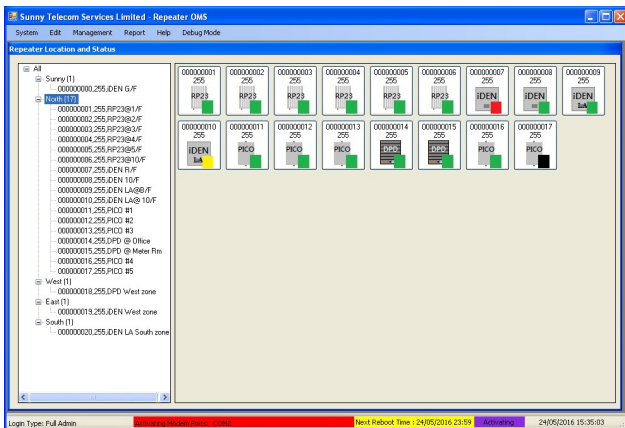 Sunny Telecom Services Limited - Repeater OMS
System Edit Management Report Help Debug Mode
Repeater Location and Status
All
Sunny (1)
000000000,255,iDEN G/F
North (17)
000000001,255,RP23@1/F
000000002,255,RP23@2/F
000000003,255,RP23@3/F
000000004,255,RP23@4/F
000000005,255,RP23@5/F
000000006,255,RP23@10/F
000000007,255,iDEN R/F
000000008,255,iDEN 10/F
000000009,255,iDEN LA@8/F
000000010,255,iDEN LA@ 10/F
000000011,255,PICO #1
000000012,255,PICO #2
000000013,255,PICO #3
000000014,255,DPD @ Office
000000015,255,DPD @ Meter Rm
000000016,255,PICO #4
000000017,255,PICO #5
West (1)
000000018,255,DPD West zone
East (1)
000000019,255,iDEN West zone
South (1)
000000020,255,iDEN LA South zone
000000001 000000002 000000003 000000004 000000005 000000006 000000007 000000008 000000009
255 255 255 255 255 255 255 255 255
RP23 RP23 RP23 RP23 RP23 RP23 iDEN iDEN iDEN
LA
000000010 000000011 000000012 000000013 000000014 000000015 000000016 000000017
255 255 255 255 255 255 255 255
iDEN PICO PICO PICO DPD DPD PICO PICO
LA
Login Type: Full Admin Activating Modem Ports: COM2 Next Reboot Time : 24/05/2016 23:59 Activating 24/05/2016 15:35:03